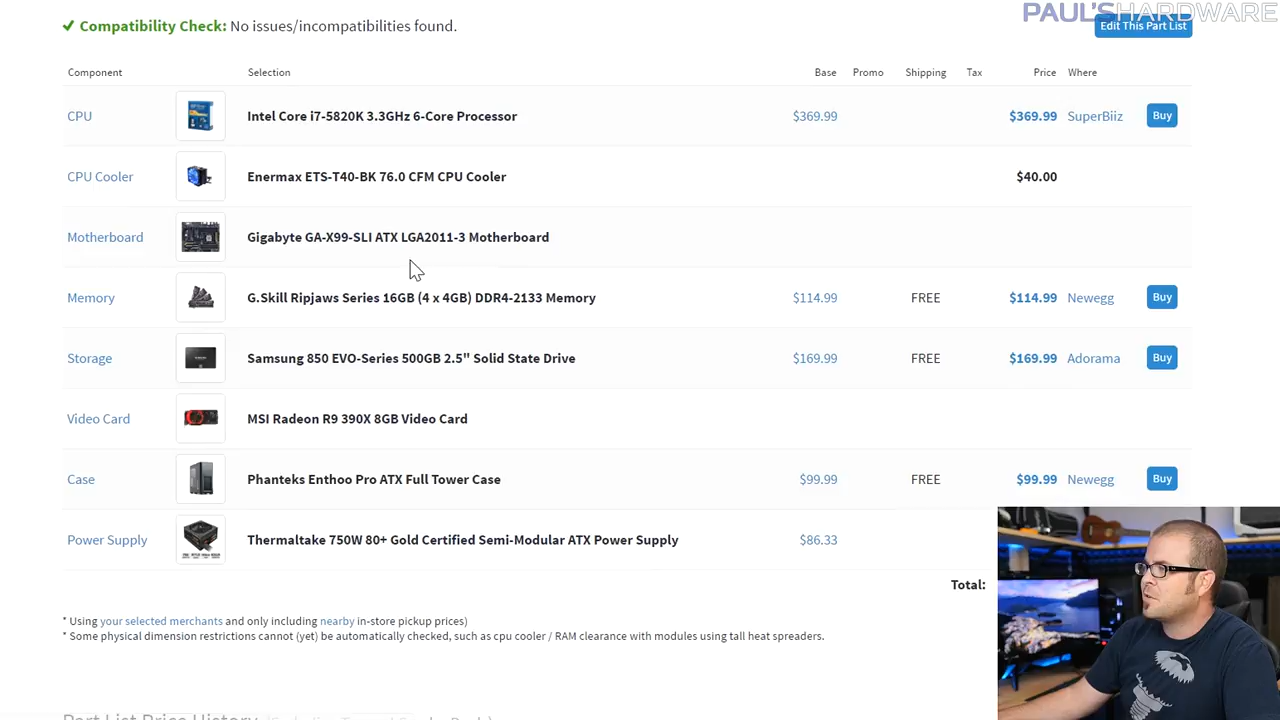 PAUL'S HARDWARE
✔ Compatibility Check: No issues/incompatibilities found.
Edit This Part List
Component Selection Base Promo Shipping Tax Price Where
CPU Intel Core i7-5820K 3.3GHz 6-Core Processor $369.99 $369.99 SuperBiiz Buy
CPU Cooler Enermax ETS-T40-BK 76.0 CFM CPU Cooler $40.00
Motherboard Gigabyte GA-X99-SLI ATX LGA2011-3 Motherboard
Memory G.Skill Ripjaws Series 16GB (4 x 4GB) DDR4-2133 Memory $114.99 FREE $114.99 Newegg Buy
Storage Samsung 850 EVO-Series 500GB 2.5" Solid State Drive $169.99 FREE $169.99 Adorama Buy
Video Card MSI Radeon R9 390X 8GB Video Card
Case Phanteks Enthoo Pro ATX Full Tower Case $99.99 FREE $99.99 Newegg Buy
Power Supply Thermaltake 750W 80+ Gold Certified Semi-Modular ATX Power Supply $86.33
Total:
* Using your selected merchants and only including nearby in-store pickup prices)
* Some physical dimension restrictions cannot (yet) be automatically checked, such as cpu cooler / RAM clearance with modules using tall heat spreaders.
Part List Price History